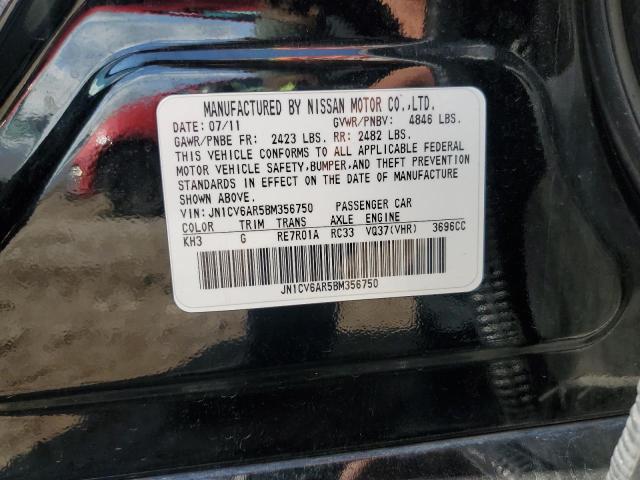 MANUFACTURED BY NISSAN MOTOR CO.,LTD.
DATE: 07/11 GVWR/PNBV: 4846 LBS.
GAWR/PNBE FR: 2423 LBS. RR: 2482 LBS.
THIS VEHICLE CONFORMS TO ALL APPLICABLE FEDERAL
MOTOR VEHICLE SAFETY,BUMPER,AND THEFT PREVENTION
STANDARDS IN EFFECT ON THE DATE OF MANUFACTURE
SHOWN ABOVE.
VIN: JN1CV6AR5BM356750 PASSENGER CAR
COLOR TRIM TRANS AXLE ENGINE
KH3 G RE7R01A RC33 VQ37(VHR) 3696CC
JN1CV6AR5BM356750